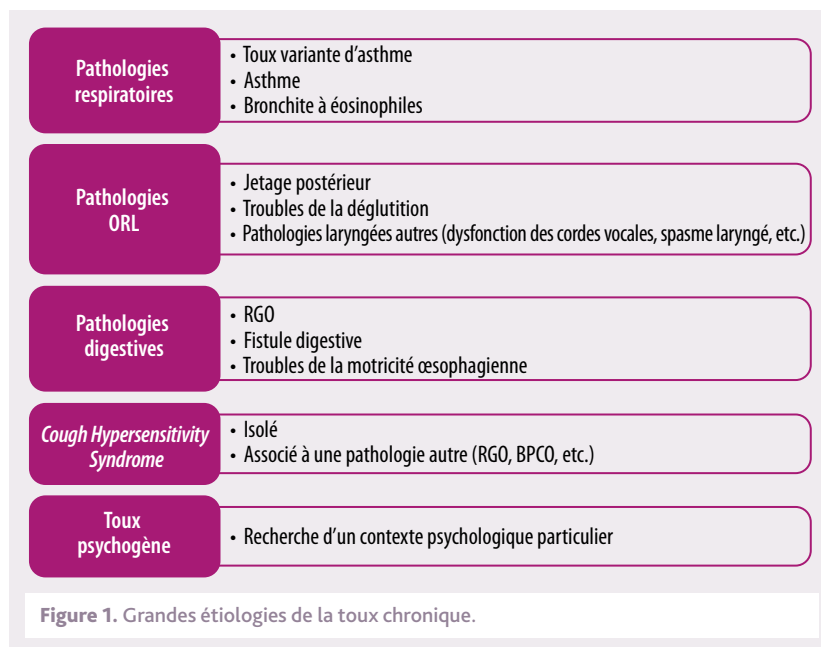 Pathologies
respiratoires
• Toux variante d'asthme
• Asthme
• Bronchite à éosinophiles
Pathologies
ORL
• Jetage postérieur
• Troubles de la déglutition
• Pathologies laryngées autres (dysfonction des cordes vocales, spasme laryngé, etc.)
Pathologies
digestives
• RGO
• Fistule digestive
• Troubles de la motricité œsophagienne
Cough Hypersensitivity
Syndrome
• Isolé
• Associé à une pathologie autre (RGO, BPCO, etc.)
Toux
psychogène
• Recherche d'un contexte psychologique particulier
Figure 1. Grandes étiologies de la toux chronique.